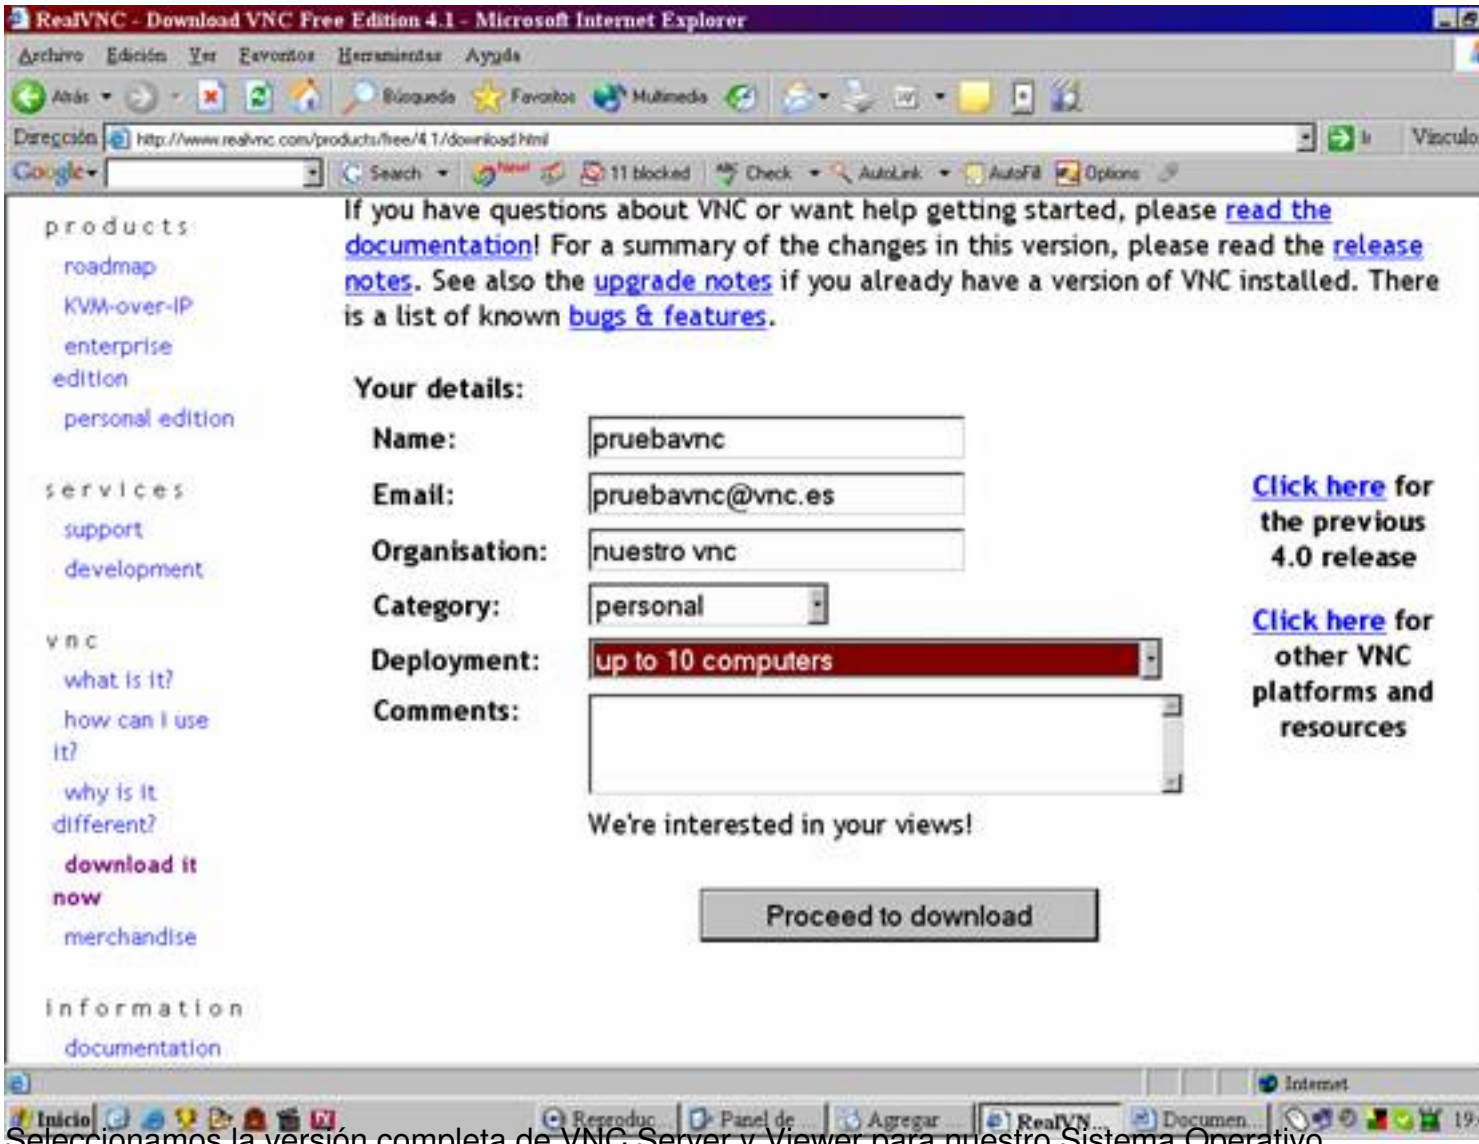 RealVNC - Download VNC Free Edition 4.1 - Microsoft Internet Explorer
Archivo Edición Ver Favoritos Herramientas Ayuda
Atrás Búsqueda Favoritos Multimedia
Dirección http://www.realvnc.com/products/free/4.1/download.html Ir Vínculo
Google Search New! 11 blocked ABC Check AutoLink AutoFill Options
products
roadmap
KVM-over-IP
enterprise
edition
personal edition
services
support
development
vnc
what is it?
how can I use
it?
why is it
different?
download it
now
merchandise
information
documentation
If you have questions about VNC or want help getting started, please read the
documentation! For a summary of the changes in this version, please read the release
notes. See also the upgrade notes if you already have a version of VNC installed. There
is a list of known bugs & features.
Your details:
Name: pruebavnc
Email: pruebavnc@vnc.es
Organisation: nuestro vnc
Category: personal
Deployment: up to 10 computers
Comments:
We're interested in your views!
Proceed to download
Click here for
the previous
4.0 release
Click here for
other VNC
platforms and
resources
Internet
Inicio Reproduc... Panel de ... Agregar ... RealVN... Documen... 19:
Seleccionamos la versión completa de VNC Server y Viewer para nuestro Sistema Operativo